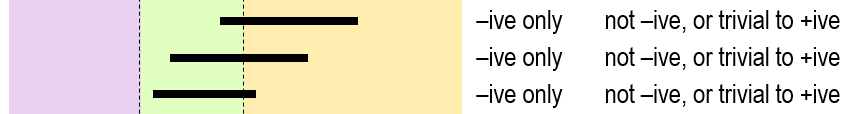 –ive only not –ive, or trivial to +ive
–ive only not –ive, or trivial to +ive
–ive only not –ive, or trivial to +ive